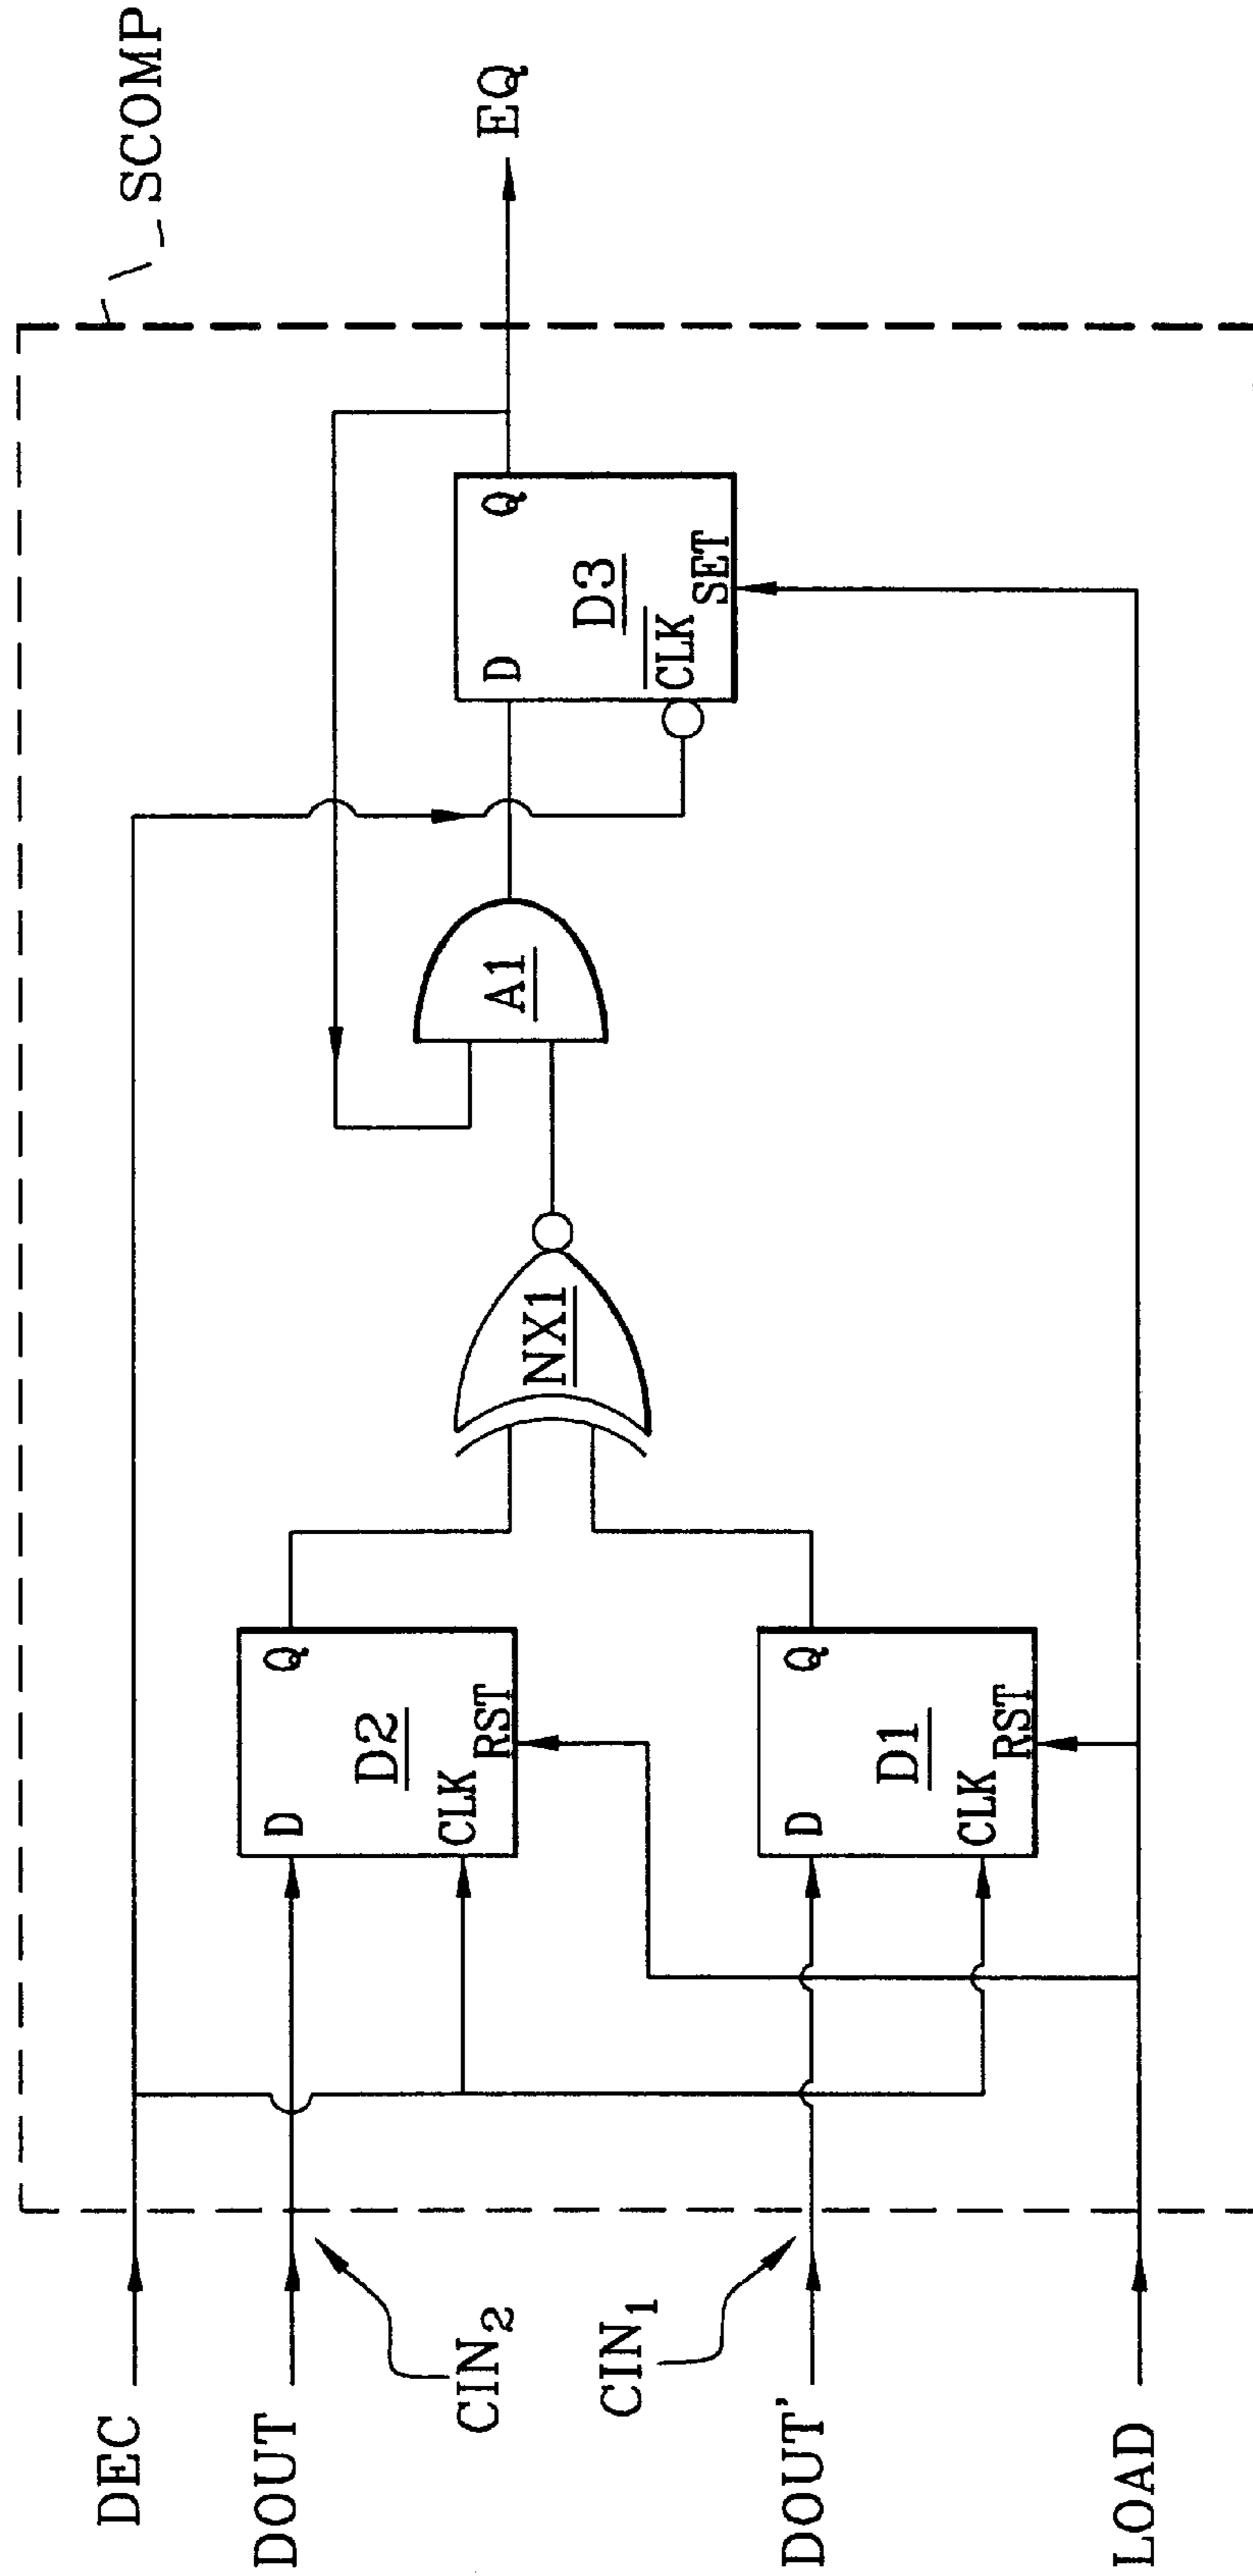 SCOMP
DEC
DOUT
CIN₂
CIN₁
DOUT'
LOAD
D
Q
D2
CLK
RST
D
Q
D1
CLK
RST
NX1
A1
D
Q
D3
CLK
SET
EQ